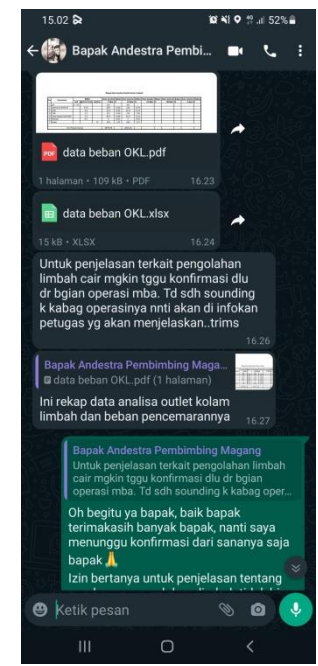 15.02
52%
Bapak Andestra Pembi...
PDF
data beban OKL.pdf
1 halaman • 109 kB • PDF
16.23
data beban OKL.xlsx
15 kB • XLSX
16.24
Untuk penjelasan terkait pengolahan
limbah cair mgkin tggu konfirmasi dlu
dr bgian operasi mba. Td sdh sounding
k kabag operasinya nnti akan di infokan
petugas yg akan menjelaskan..trims
16.26
Bapak Andestra Pembimbing Maga...
data beban OKL.pdf (1 halaman)
Ini rekap data analisa outlet kolam
limbah dan beban pencemarannya
16.27
Bapak Andestra Pembimbing Magang
Untuk penjelasan terkait pengolahan limbah
cair mgkin tggu konfirmasi dlu dr bgian
operasi mba. Td sdh sounding k kabag oper...
Oh begitu ya bapak, baik bapak
terimakasih banyak bapak, nanti saya
menunggu konfirmasi dari sananya saja
bapak 🙏
Izin bertanya untuk penjelasan tentang
Ketik pesan